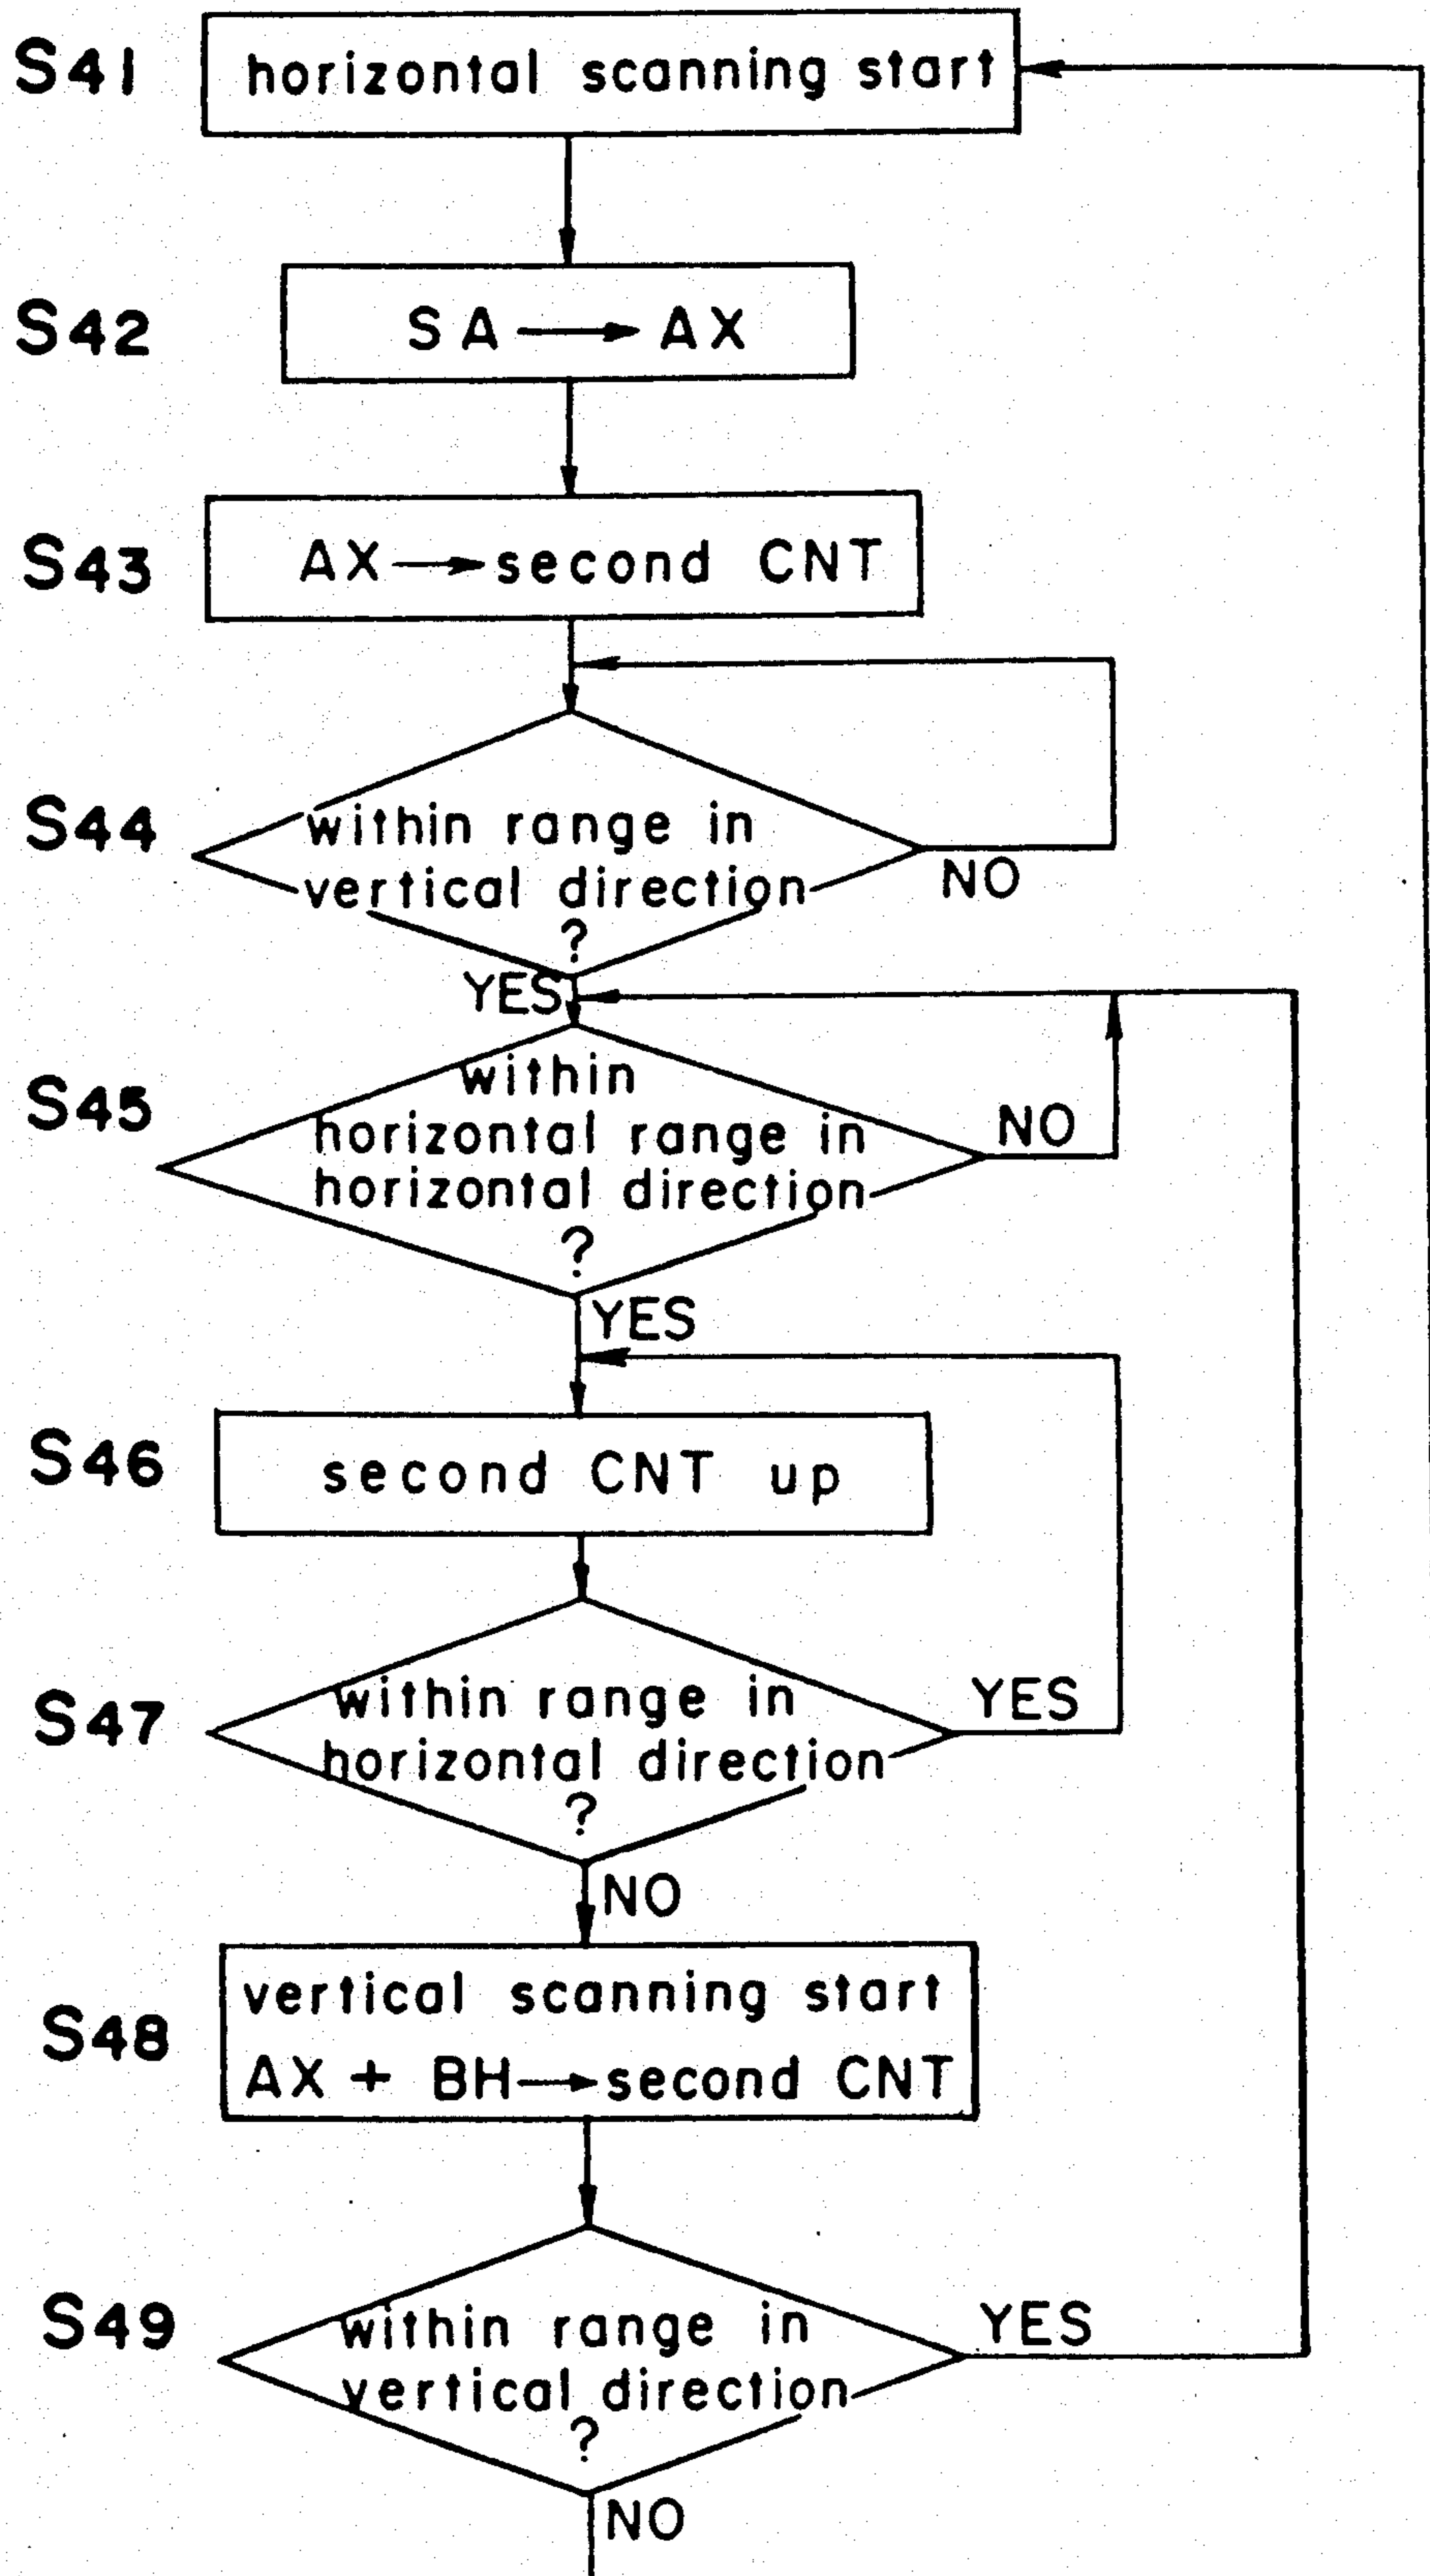 S41
horizontal scanning start
S42
SA → AX
S43
AX → second CNT
S44
within range in
vertical direction
?
NO
YES
S45
within
horizontal range in
horizontal direction
?
NO
YES
S46
second CNT up
S47
within range in
horizontal direction
?
YES
NO
S48
vertical scanning start
AX + BH → second CNT
S49
within range in
vertical direction
?
YES
NO